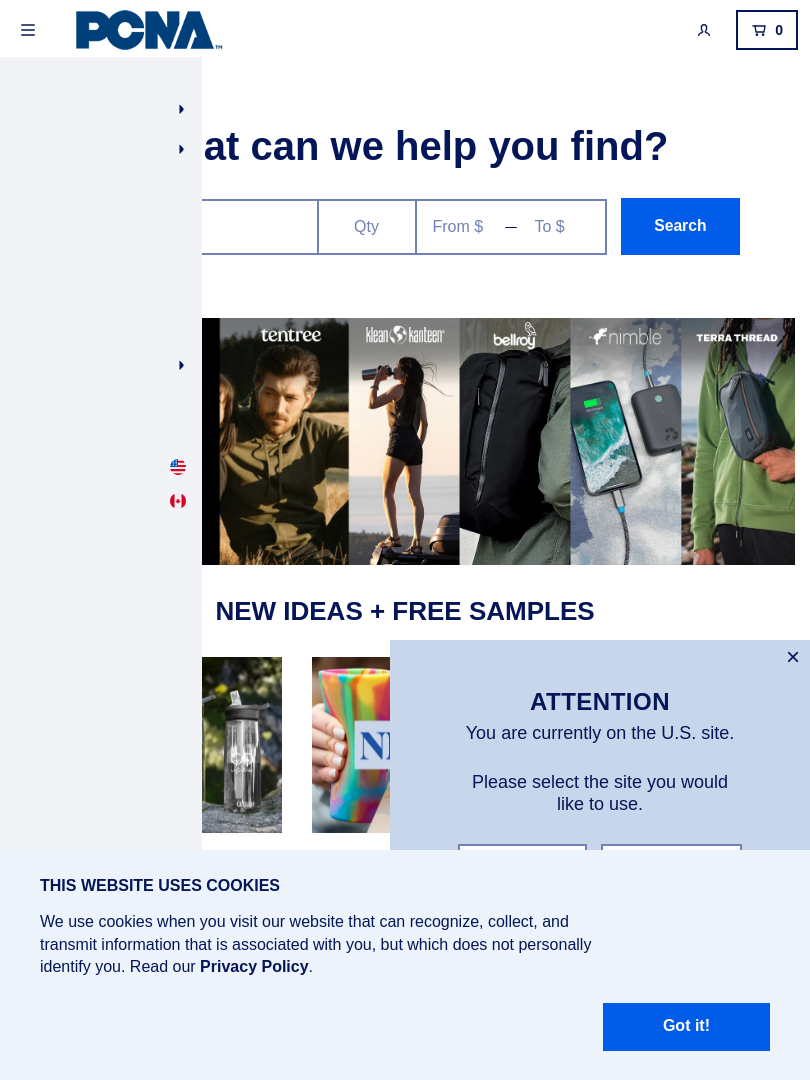 PCNA™
0
at can we help you find?
Qty
From $ — To $
Search
tentree
klean kanteen®
bellroy
nimble®
TERRA THREAD
NEW IDEAS + FREE SAMPLES
ATTENTION
You are currently on the U.S. site.
Please select the site you would
like to use.
THIS WEBSITE USES COOKIES
We use cookies when you visit our website that can recognize, collect, and
transmit information that is associated with you, but which does not personally
identify you. Read our Privacy Policy.
Got it!